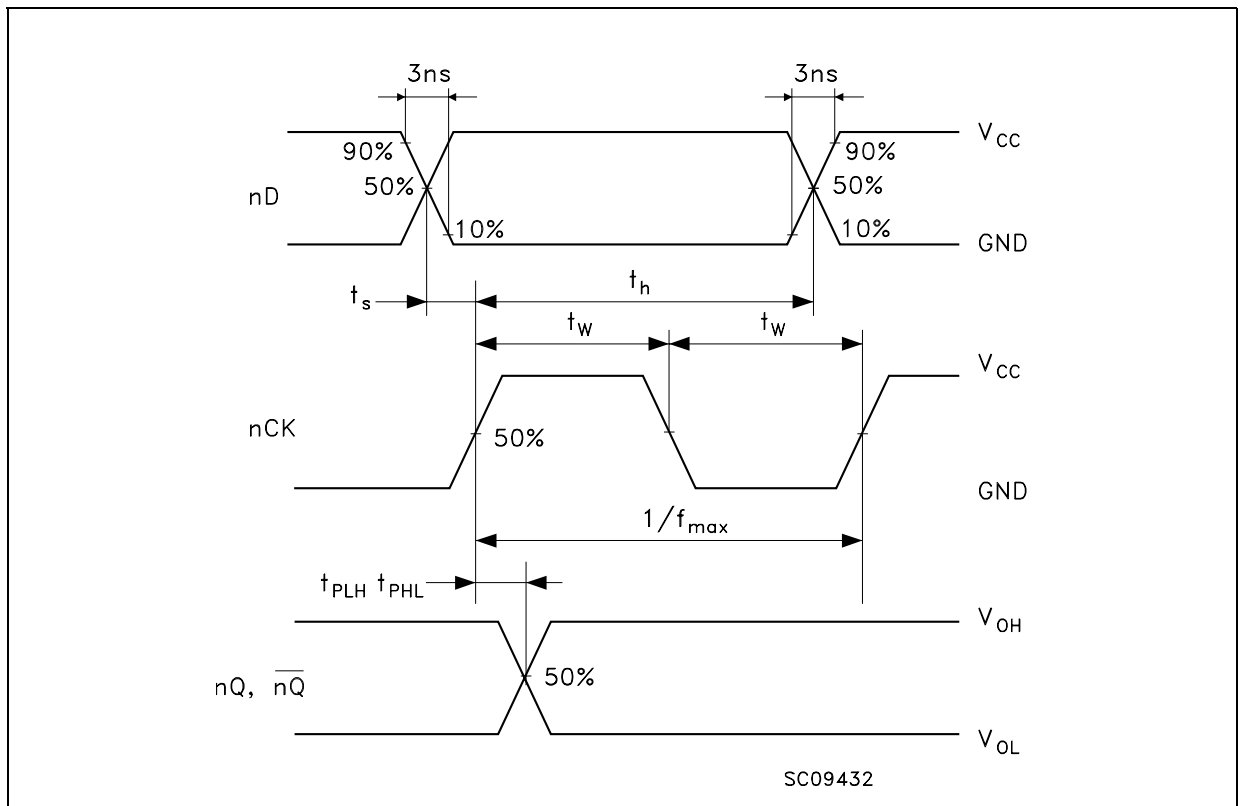 3ns 3ns
V_CC
90% 90%
nD 50% 50%
10% 10%
GND
t_s t_h
t_W t_W
V_CC
nCK 50%
GND
1/f_max
t_PLH t_PHL
V_OH
nQ, n̅Q̅ 50%
V_OL
SC09432